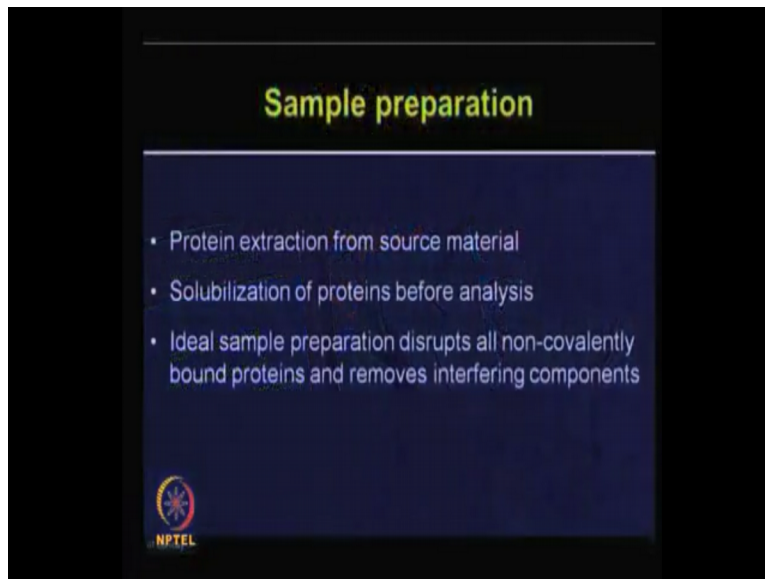 Sample preparation
• Protein extraction from source material
• Solubilization of proteins before analysis
• Ideal sample preparation disrupts all non-covalently
bound proteins and removes interfering components
NPTEL